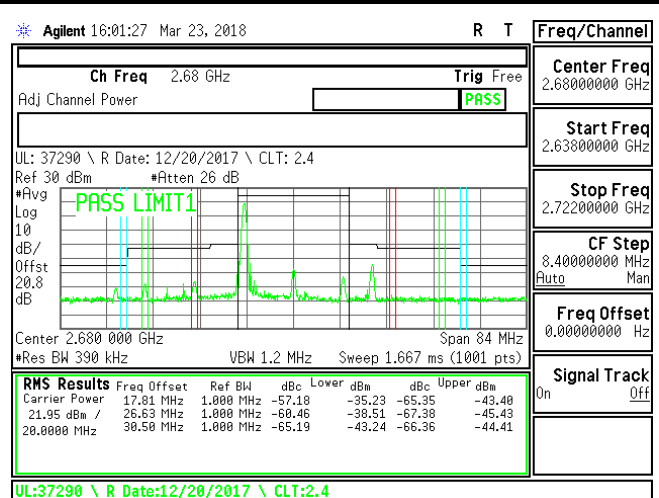 Agilent 16:01:27 Mar 23, 2018 R T
Freq/Channel
Ch Freq 2.68 GHz Trig Free
Adj Channel Power PASS
UL: 37290 \ R Date: 12/20/2017 \ CLT: 2.4
Ref 30 dBm #Atten 26 dB
#Avg
Log
10
dB/
Offst
20.8
dB
PASS LIMIT1
Center 2.680 000 GHz Span 84 MHz
#Res BW 390 kHz VBW 1.2 MHz Sweep 1.667 ms (1001 pts)
RMS Results Freq Offset Ref BW dBc Lower dBm dBc Upper dBm
Carrier Power 17.81 MHz 1.000 MHz -57.18 -35.23 -65.35 -43.40
21.95 dBm / 26.63 MHz 1.000 MHz -60.46 -38.51 -67.38 -45.43
20.0000 MHz 30.50 MHz 1.000 MHz -65.19 -43.24 -66.36 -44.41
UL:37290 \ R Date:12/20/2017 \ CLT:2.4
Center Freq
2.68000000 GHz
Start Freq
2.63800000 GHz
Stop Freq
2.72200000 GHz
CF Step
8.40000000 MHz
Auto Man
Freq Offset
0.00000000 Hz
Signal Track
On Off